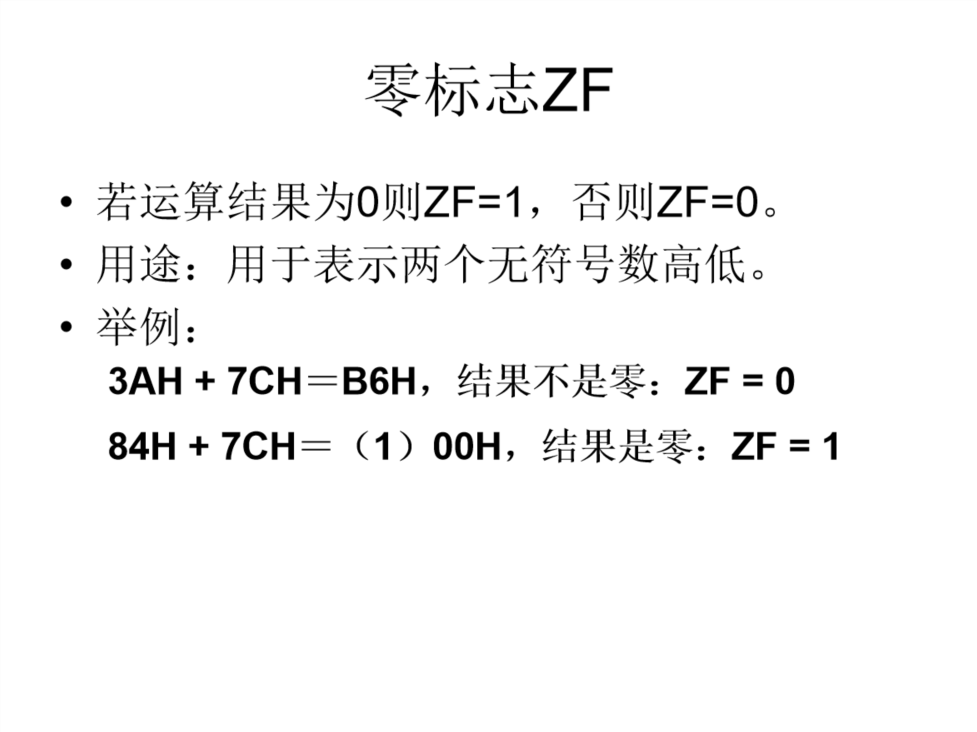 零标志ZF
• 若运算结果为0则ZF=1，否则ZF=0。
• 用途：用于表示两个无符号数高低。
• 举例：
3AH + 7CH＝B6H，结果不是零：ZF = 0
84H + 7CH＝（1）00H，结果是零：ZF = 1